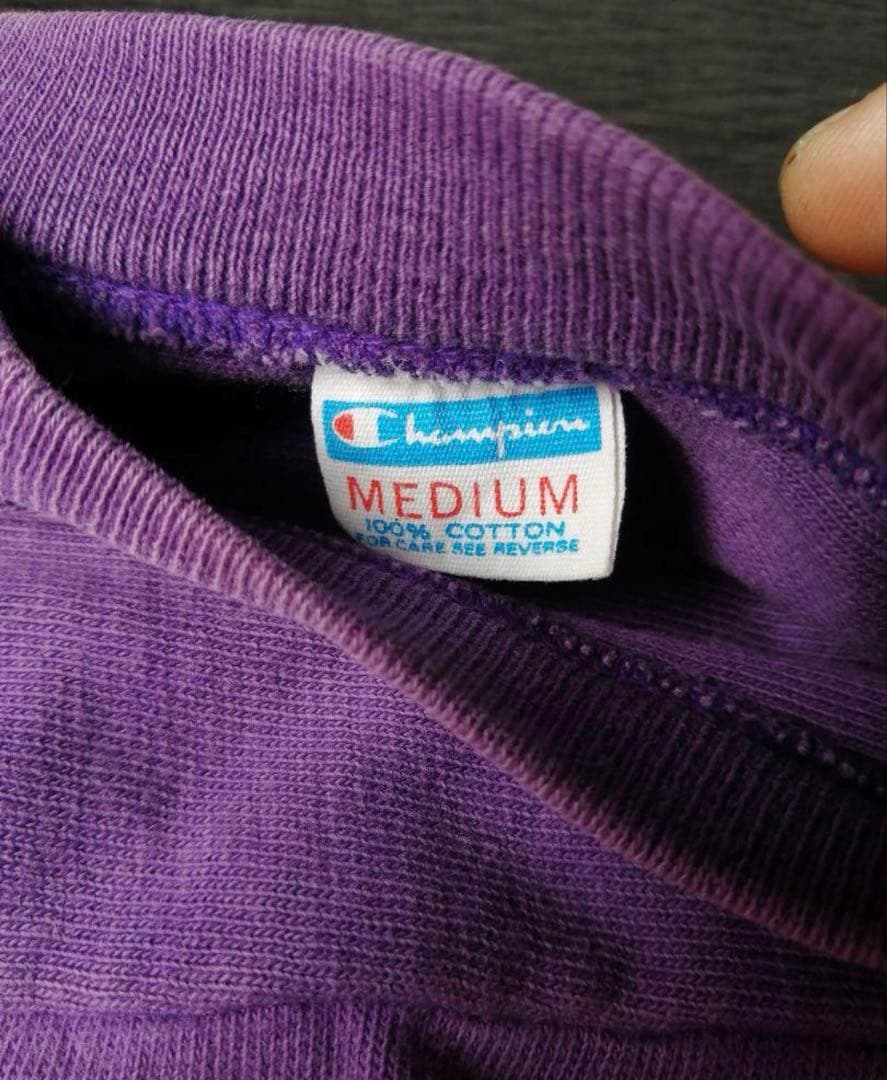 Champion
MEDIUM
100% COTTON
FOR CARE SEE REVERSE